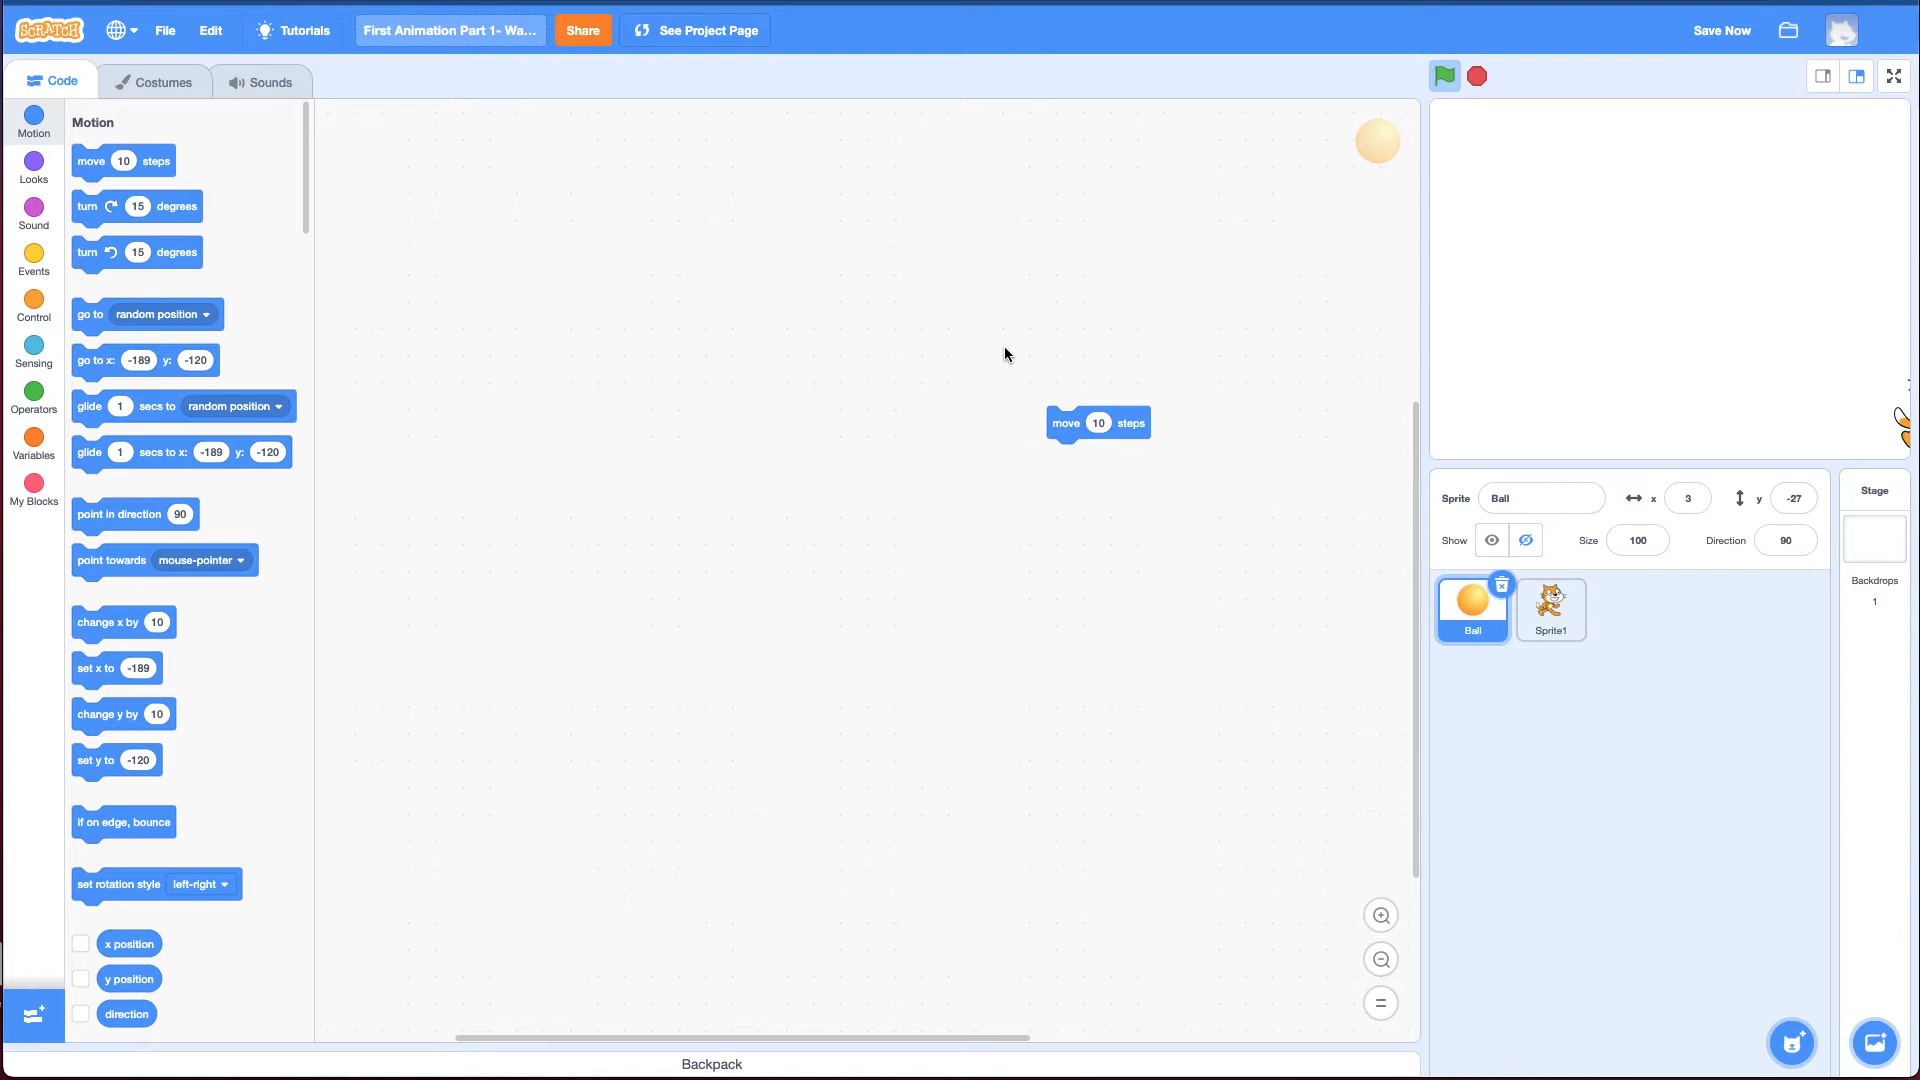 SCRATCH
File
Edit
Tutorials
First Animation Part 1- Wa...
Share
See Project Page
Save Now
Code
Costumes
Sounds
Motion
Looks
Sound
Events
Control
Sensing
Operators
Variables
My Blocks
Motion
move 10 steps
turn 15 degrees
turn 15 degrees
go to random position
go to x: -189 y: -120
glide 1 secs to random position
glide 1 secs to x: -189 y: -120
point in direction 90
point towards mouse-pointer
change x by 10
set x to -189
change y by 10
set y to -120
if on edge, bounce
set rotation style left-right
x position
y position
direction
move 10 steps
Backpack
Sprite Ball x 3 y -27
Show Size 100 Direction 90
Ball
Sprite1
Stage
Backdrops
1